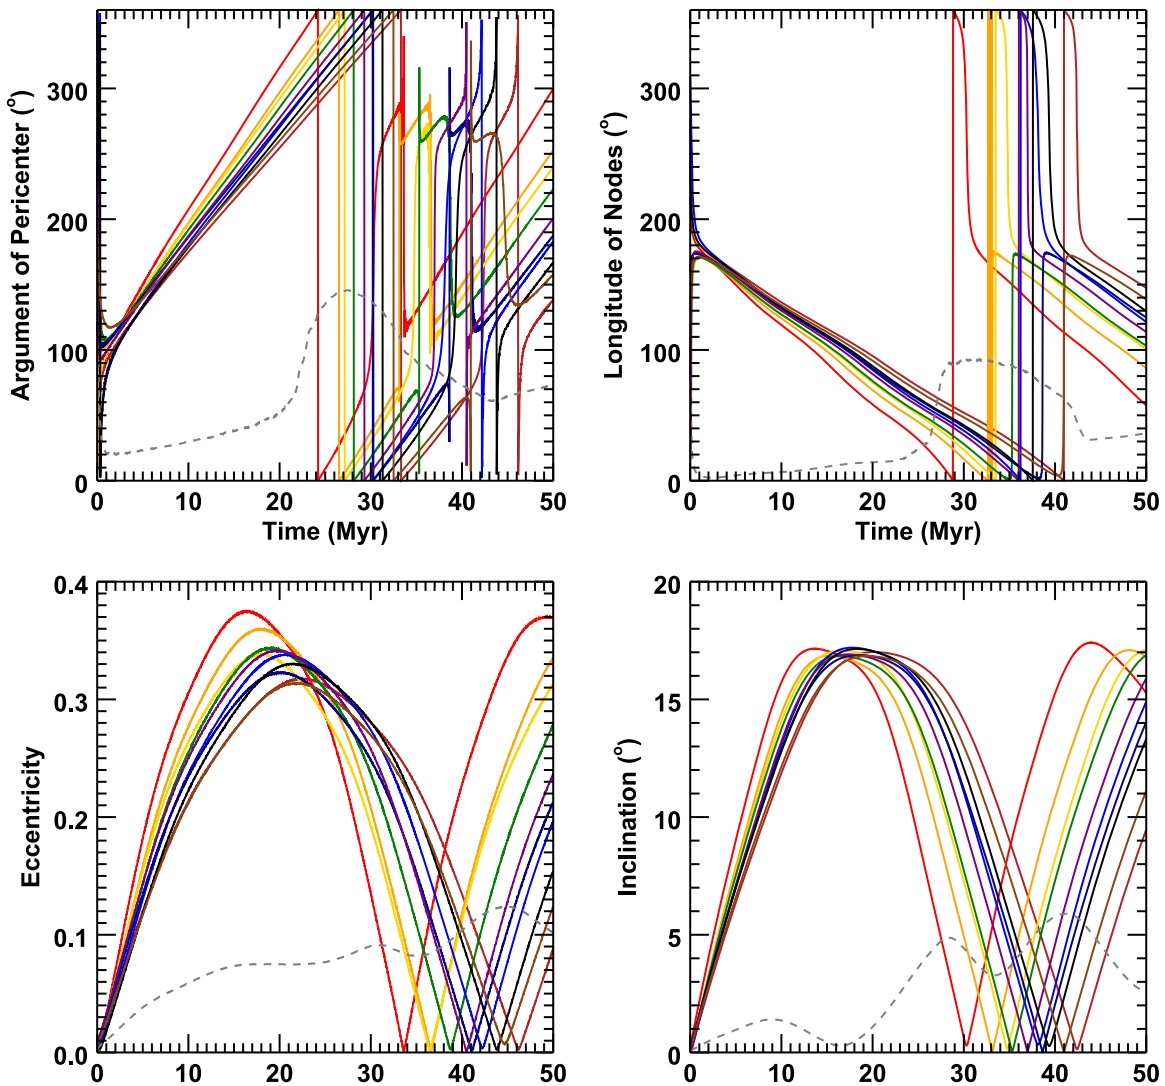 Argument of Pericenter (°)
300
200
100
0
0 10 20 30 40 50
Time (Myr)
Longitude of Nodes (°)
300
200
100
0
0 10 20 30 40 50
Time (Myr)
Eccentricity
0.4
0.3
0.2
0.1
0.0
0 10 20 30 40 50
Inclination (°)
20
15
10
5
0
0 10 20 30 40 50